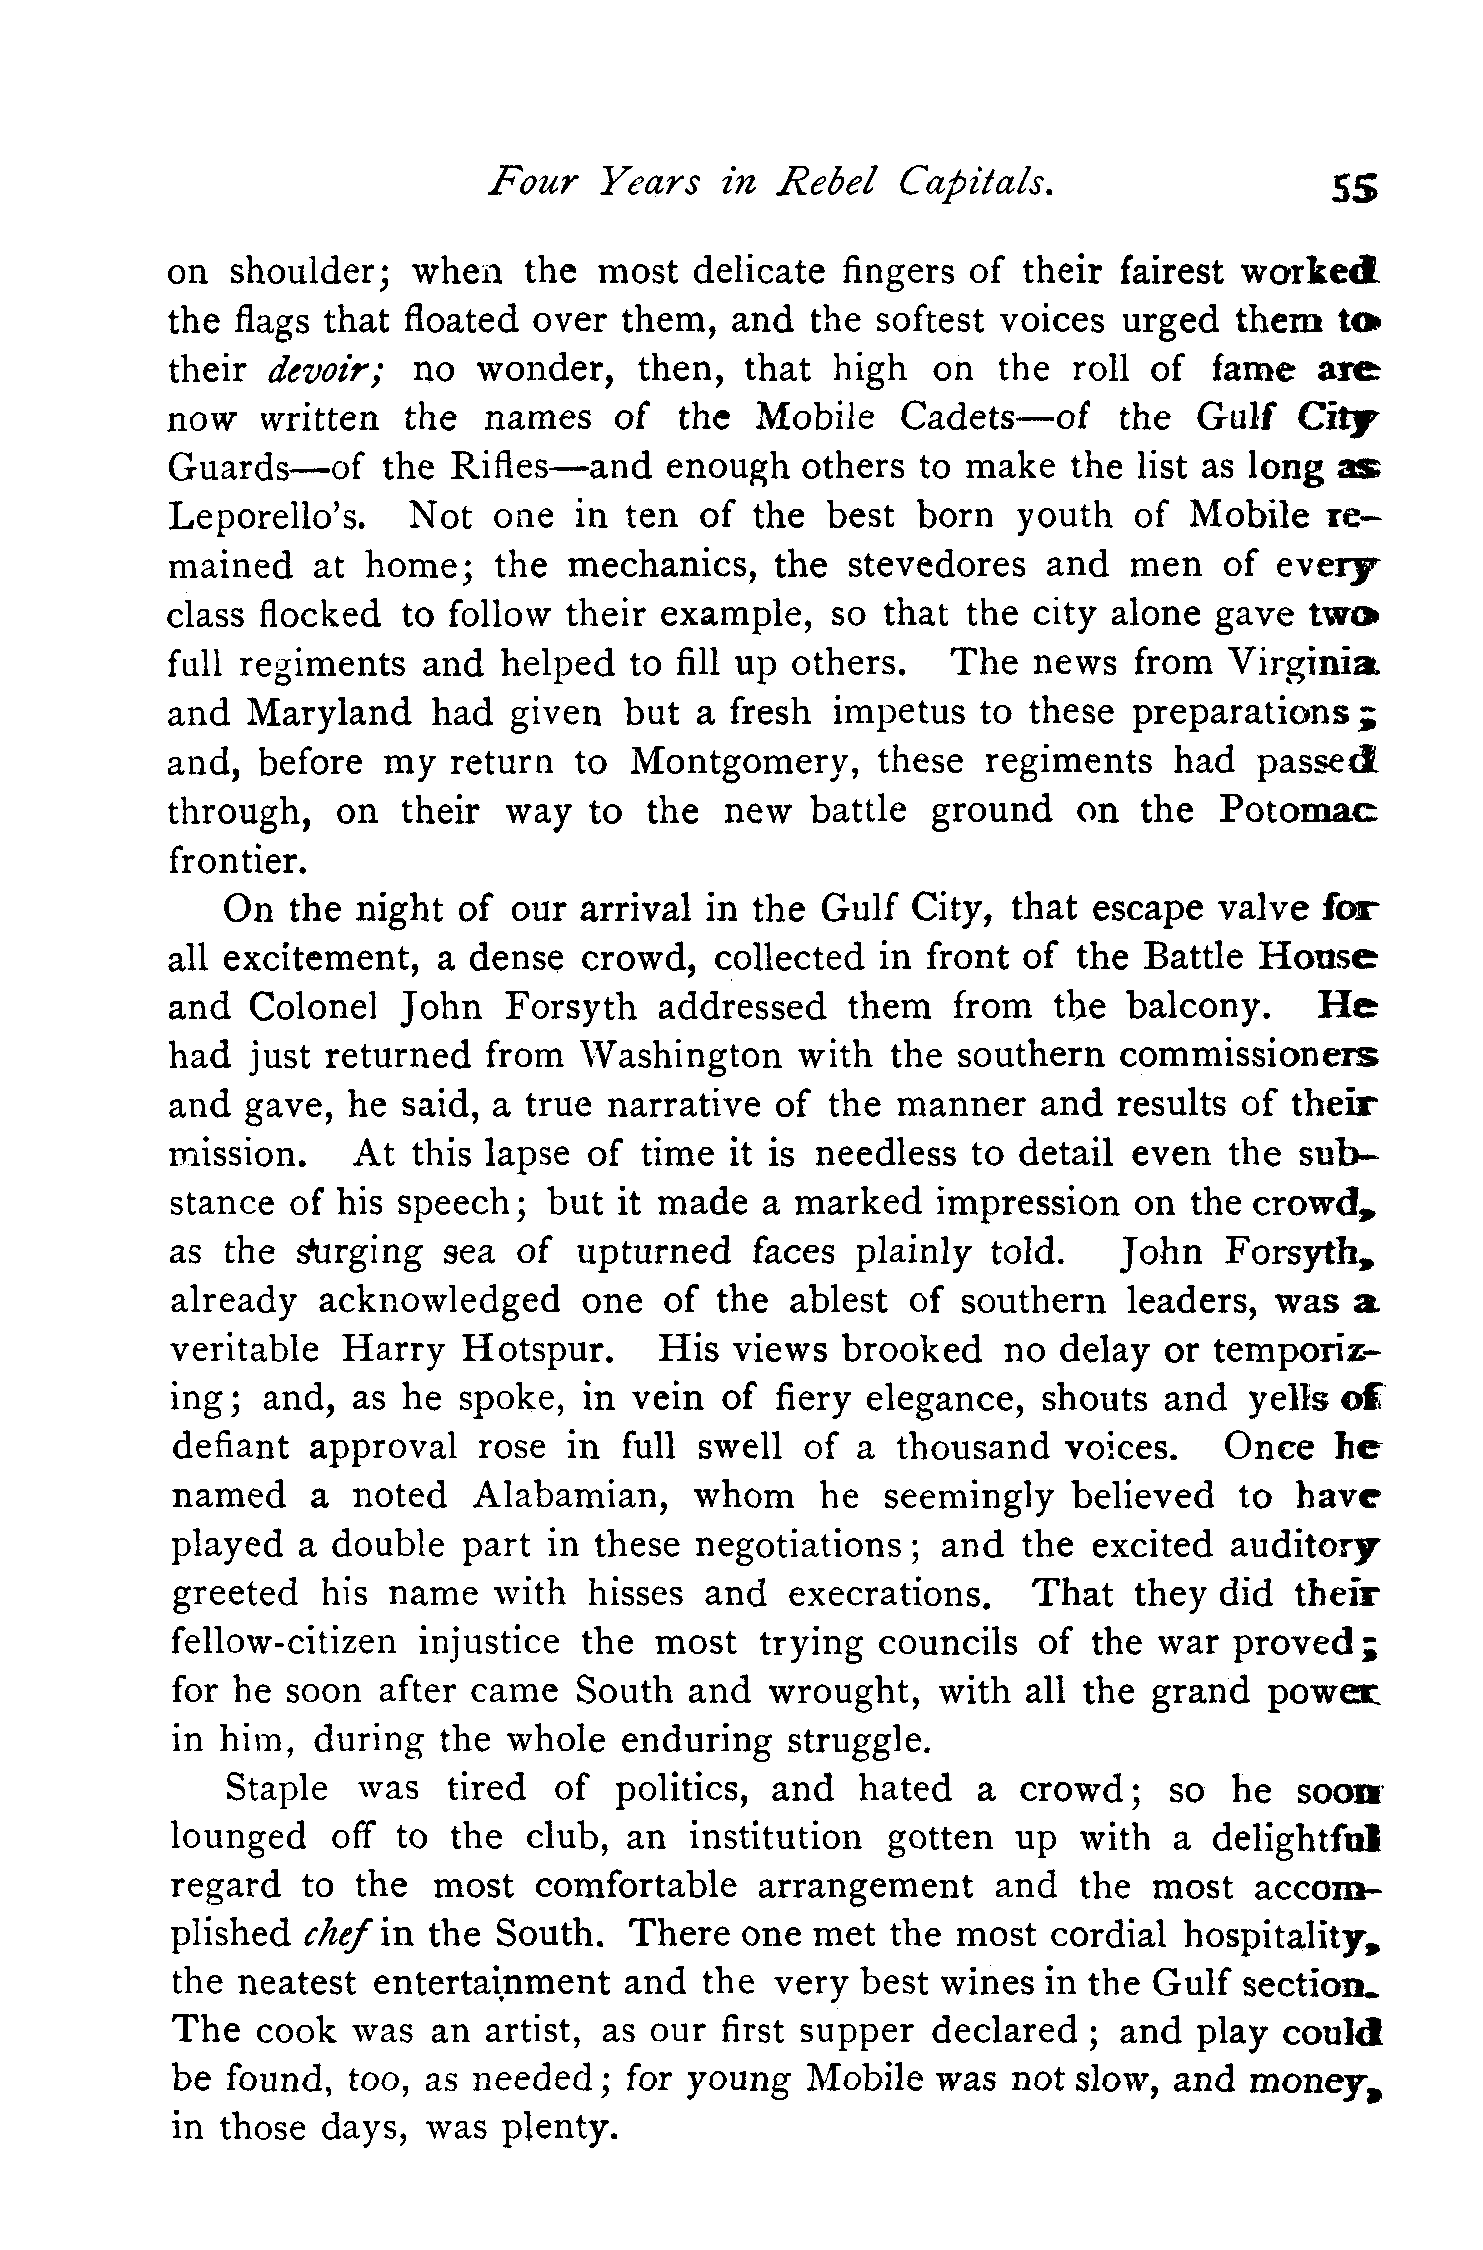 Four Years in Rebel Capitals. 55
on shoulder; when the most delicate fingers of their fairest worked
the flags that floated over them, and the softest voices urged them to
their devoir; no wonder, then, that high on the roll of fame are
now written the names of the Mobile Cadets—of the Gulf City
Guards—of the Rifles—and enough others to make the list as long as
Leporello's. Not one in ten of the best born youth of Mobile re-
mained at home; the mechanics, the stevedores and men of every
class flocked to follow their example, so that the city alone gave two
full regiments and helped to fill up others. The news from Virginia
and Maryland had given but a fresh impetus to these preparations;
and, before my return to Montgomery, these regiments had passed
through, on their way to the new battle ground on the Potomac
frontier.
On the night of our arrival in the Gulf City, that escape valve for
all excitement, a dense crowd, collected in front of the Battle House
and Colonel John Forsyth addressed them from the balcony. He
had just returned from Washington with the southern commissioners
and gave, he said, a true narrative of the manner and results of their
mission. At this lapse of time it is needless to detail even the sub-
stance of his speech; but it made a marked impression on the crowd,
as the surging sea of upturned faces plainly told. John Forsyth,
already acknowledged one of the ablest of southern leaders, was a
veritable Harry Hotspur. His views brooked no delay or temporiz-
ing; and, as he spoke, in vein of fiery elegance, shouts and yells of
defiant approval rose in full swell of a thousand voices. Once he
named a noted Alabamian, whom he seemingly believed to have
played a double part in these negotiations; and the excited auditory
greeted his name with hisses and execrations. That they did their
fellow-citizen injustice the most trying councils of the war proved;
for he soon after came South and wrought, with all the grand power
in him, during the whole enduring struggle.
Staple was tired of politics, and hated a crowd; so he soon
lounged off to the club, an institution gotten up with a delightful
regard to the most comfortable arrangement and the most accom-
plished chef in the South. There one met the most cordial hospitality,
the neatest entertainment and the very best wines in the Gulf section.
The cook was an artist, as our first supper declared; and play could
be found, too, as needed; for young Mobile was not slow, and money,
in those days, was plenty.